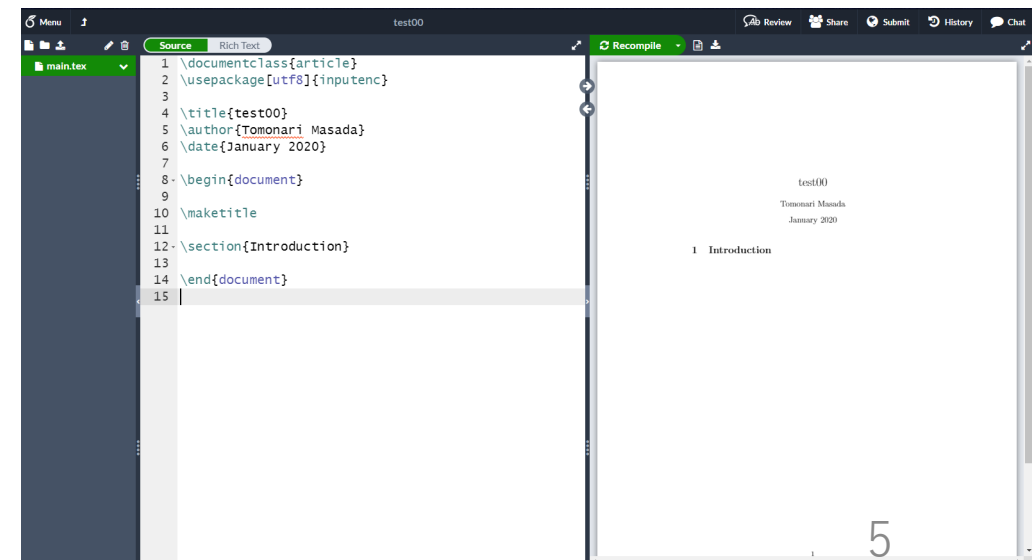 Menu test00 Review Share Submit History Chat
Source Rich Text Recompile
main.tex
1 \documentclass{article}
2 \usepackage[utf8]{inputenc}
3
4 \title{test00}
5 \author{Tomonari Masada}
6 \date{January 2020}
7
8 \begin{document}
9
10 \maketitle
11
12 \section{Introduction}
13
14 \end{document}
15
test00
Tomonari Masada
January 2020
1 Introduction
1
5